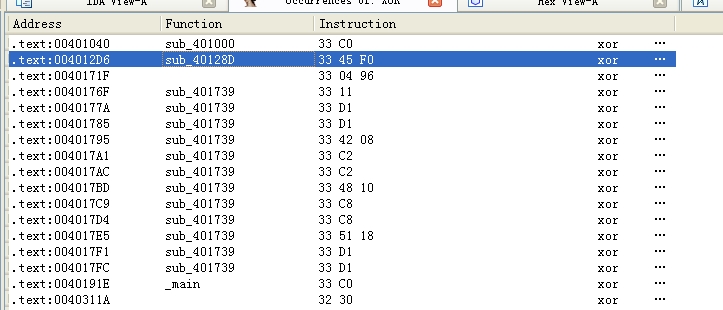 IDA View-A Occurrences of: XOR Hex View-A
Address Function Instruction
.text:00401040 sub_401000 33 C0 xor ...
.text:004012D6 sub_40128D 33 45 F0 xor ...
.text:0040171F 33 04 96 xor ...
.text:0040176F sub_401739 33 11 xor ...
.text:0040177A sub_401739 33 D1 xor ...
.text:00401785 sub_401739 33 D1 xor ...
.text:00401795 sub_401739 33 42 08 xor ...
.text:004017A1 sub_401739 33 C2 xor ...
.text:004017AC sub_401739 33 C2 xor ...
.text:004017BD sub_401739 33 48 10 xor ...
.text:004017C9 sub_401739 33 C8 xor ...
.text:004017D4 sub_401739 33 C8 xor ...
.text:004017E5 sub_401739 33 51 18 xor ...
.text:004017F1 sub_401739 33 D1 xor ...
.text:004017FC sub_401739 33 D1 xor ...
.text:0040191E _main 33 C0 xor ...
.text:0040311A 32 30 xor ...